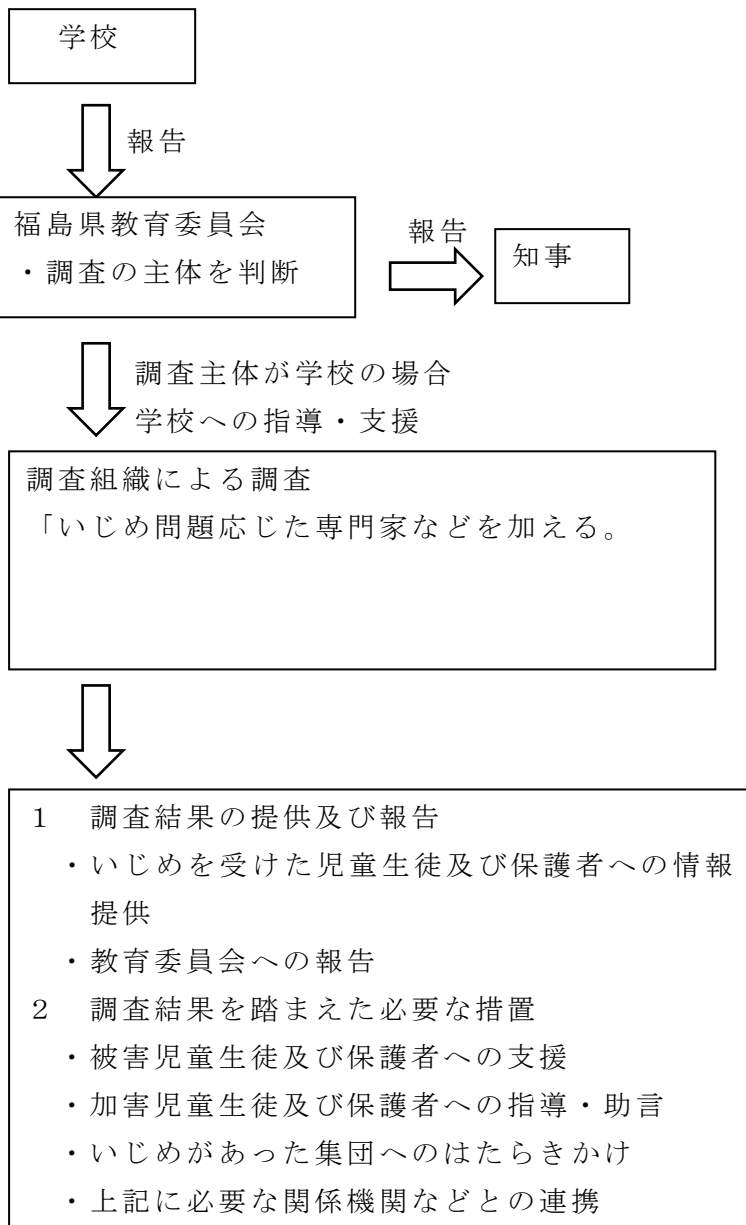 学校
報告
福島県教育委員会
・調査の主体を判断
報告
知事
調査主体が学校の場合
学校への指導・支援
調査組織による調査
「いじめ問題応じた専門家などを加える。
1 調査結果の提供及び報告
・いじめを受けた児童生徒及び保護者への情報
提供
・教育委員会への報告
2 調査結果を踏まえた必要な措置
・被害児童生徒及び保護者への支援
・加害児童生徒及び保護者への指導・助言
・いじめがあった集団へのはたらきかけ
・上記に必要な関係機関などとの連携